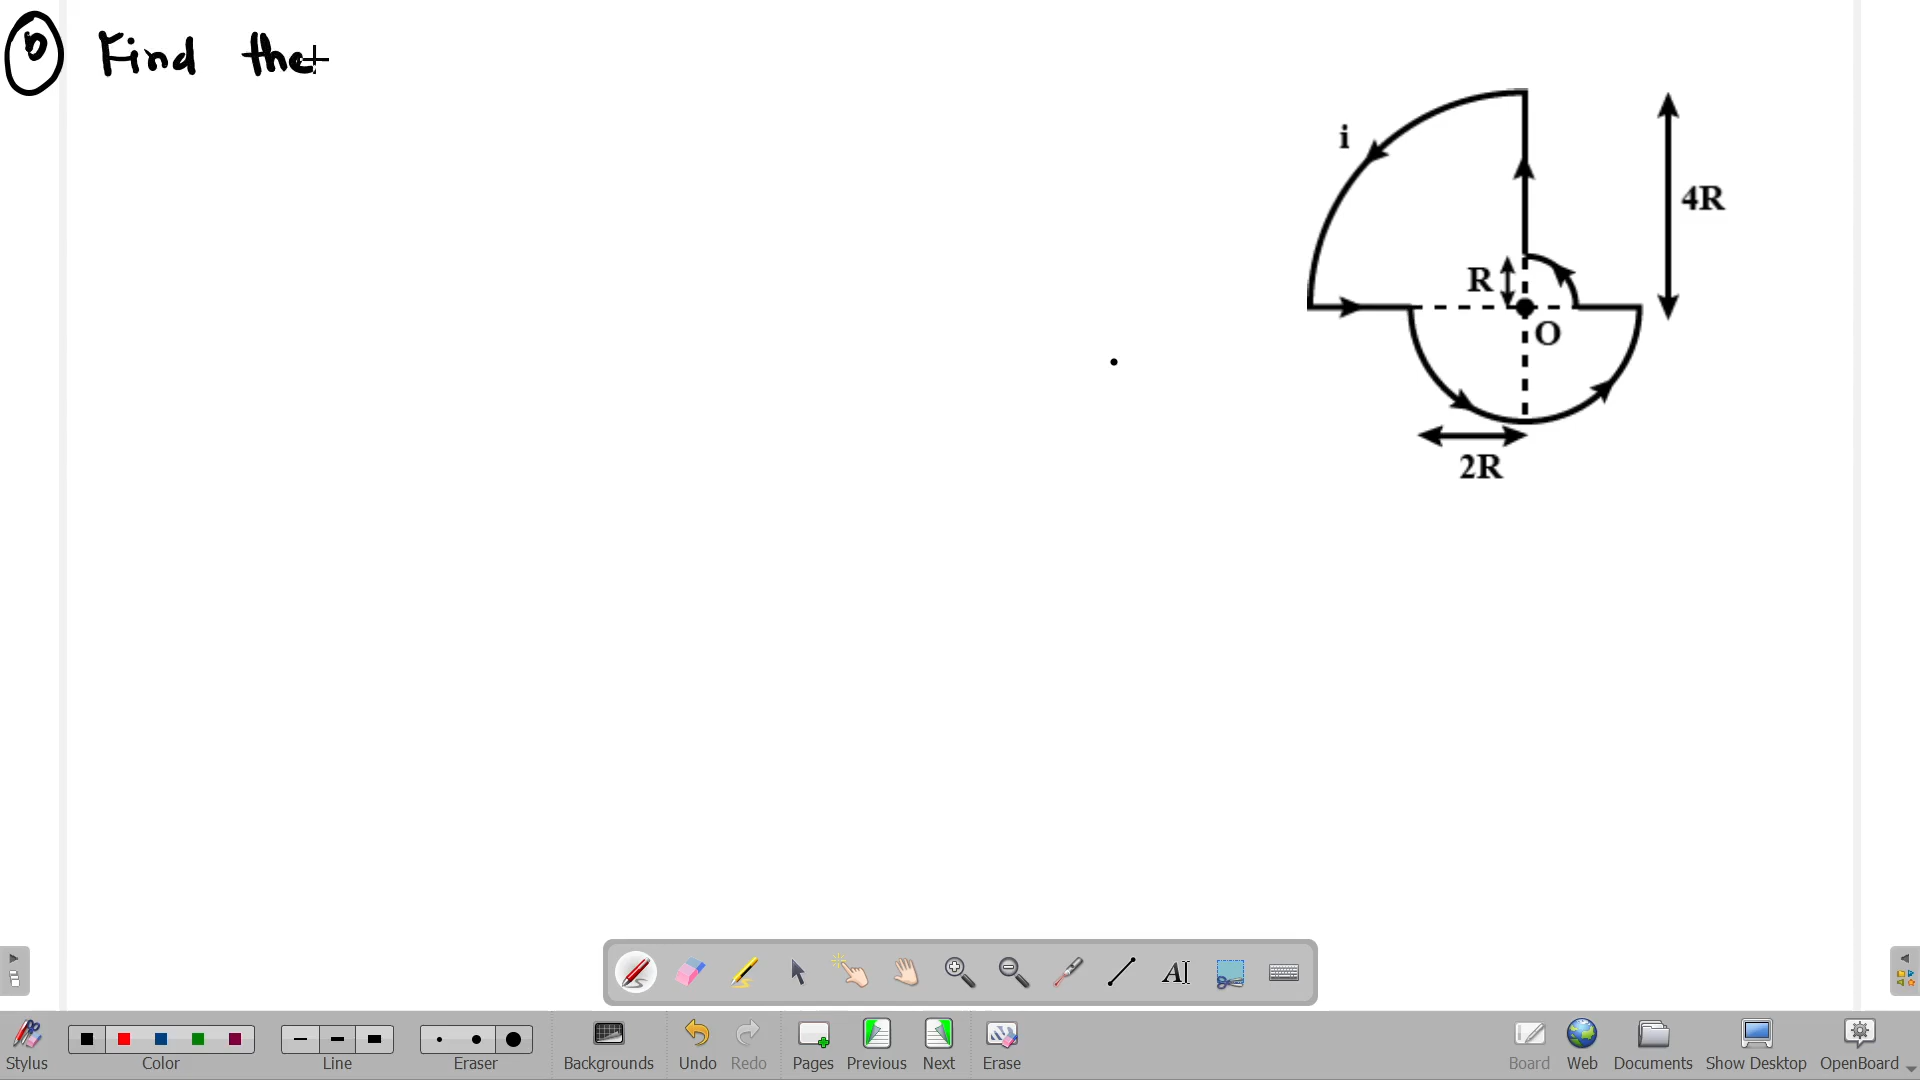 b Find the
i
4R
R
O
2R
Stylus
Color
Line
Eraser
Backgrounds
Undo
Redo
Pages
Previous
Next
Erase
Board
Web
Documents
Show Desktop
OpenBoard